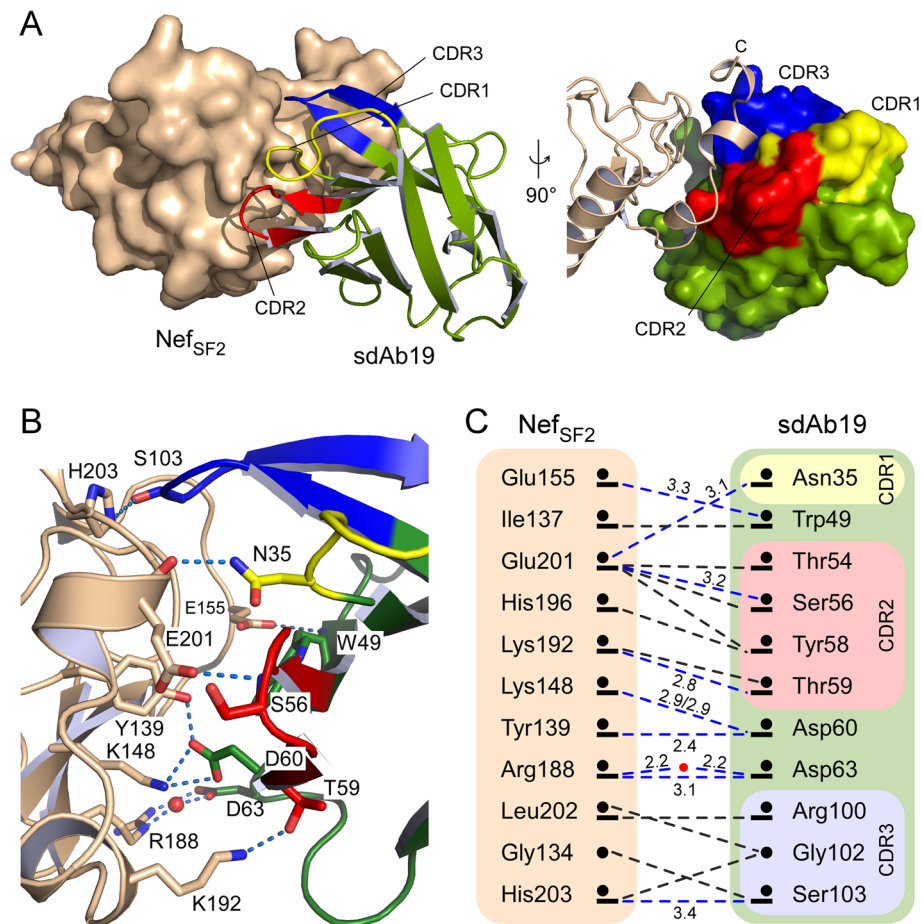 A
CDR3
CDR1
CDR2
Nef SF2
sdAb19
90°
C
CDR3
CDR1
CDR2
B
H203
S103
N35
E155
E201
W49
S56
Y139
K148
D60
T59
D63
R188
K192
C
Nef SF2
sdAb19
Glu155
3.3
3.1
Asn35
CDR1
Ile137
Trp49
Glu201
Thr54
3.2
His196
Ser56
CDR2
Lys192
Tyr58
Lys148
2.8
Thr59
2.9/2.9
Tyr139
Asp60
2.4
Arg188
2.2
2.2
Asp63
3.1
Leu202
Arg100
Gly134
Gly102
CDR3
His203
3.4
Ser103